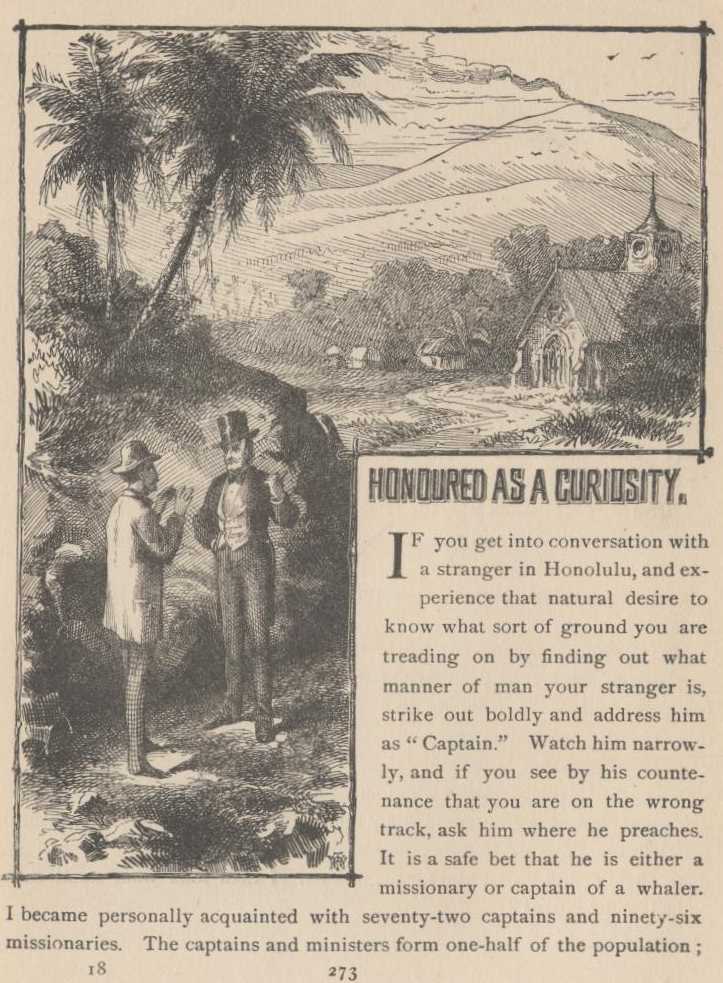 HONOURED AS A CURIOSITY.
IF you get into conversation with
a stranger in Honolulu, and ex-
perience that natural desire to
know what sort of ground you are
treading on by finding out what
manner of man your stranger is,
strike out boldly and address him
as “ Captain.” Watch him narrow-
ly, and if you see by his counte-
nance that you are on the wrong
track, ask him where he preaches.
It is a safe bet that he is either a
missionary or captain of a whaler.
I became personally acquainted with seventy-two captains and ninety-six
missionaries. The captains and ministers form one-half of the population ;
18
273